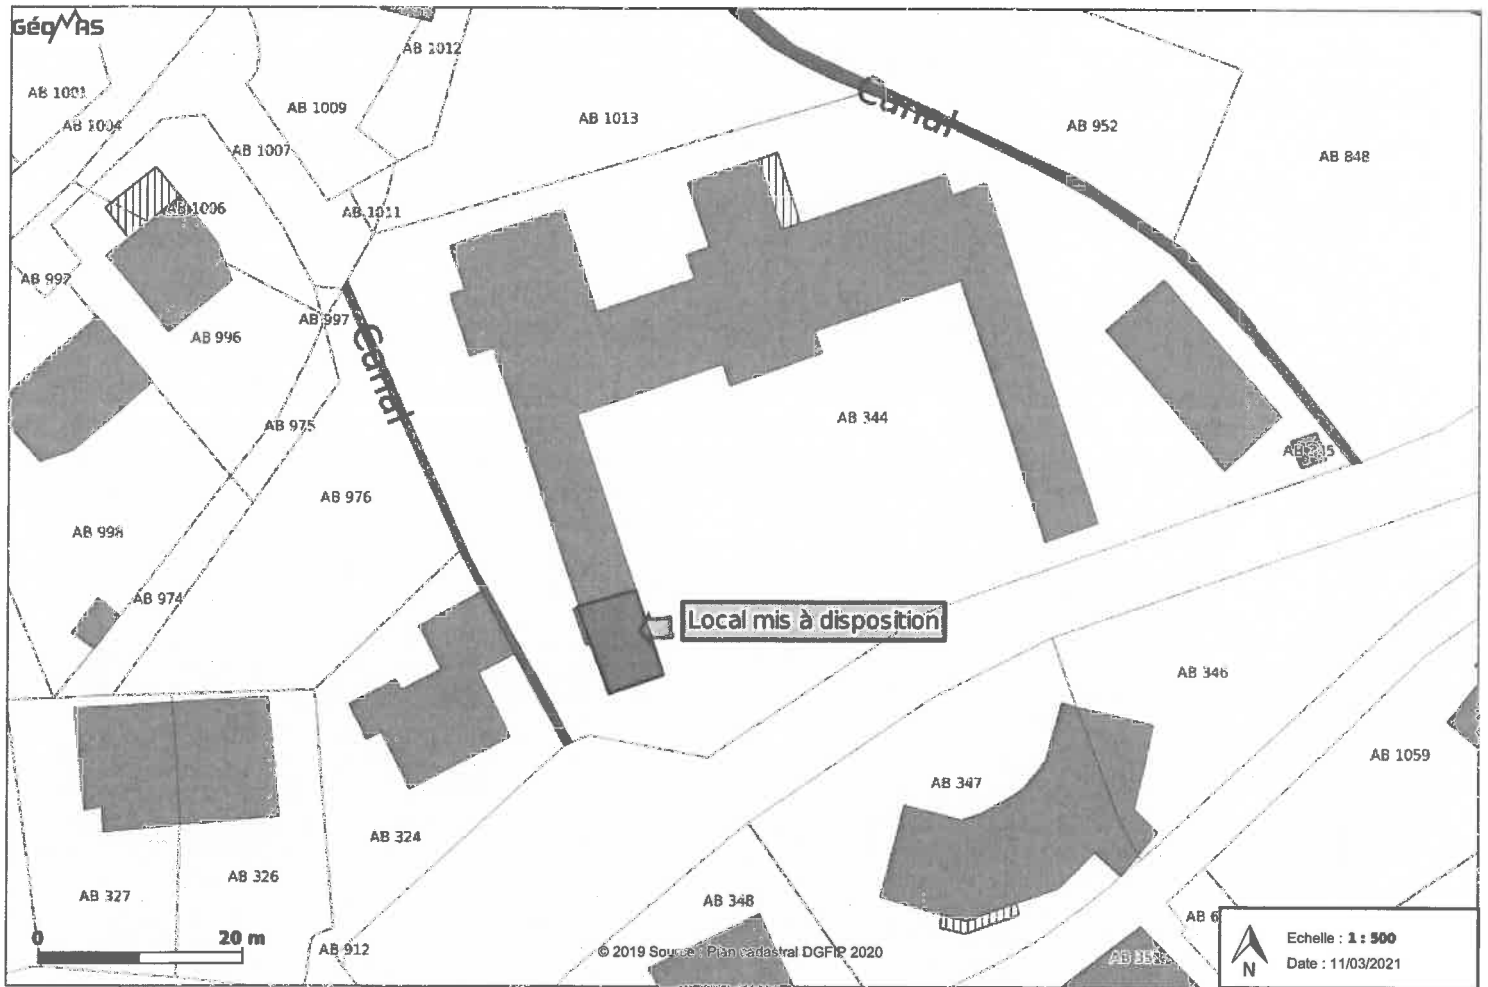 GéoMAS
AB 1012
AB 1001
AB 1009
AB 1013
Canal
AB 952
AB 1004
AB 1007
AB 848
AB 1006
AB 1011
AB 997
AB 997
AB 996
Canal
AB 344
AB 975
AB 976
AB 998
AB 974
Local mis à disposition
AB 346
AB 1059
AB 347
AB 324
AB 326
AB 327
AB 348
AB 6
0 20 m
AB 912
© 2019 Source : Plan cadastral DGFIP 2020
N
Echelle : 1 : 500
Date : 11/03/2021